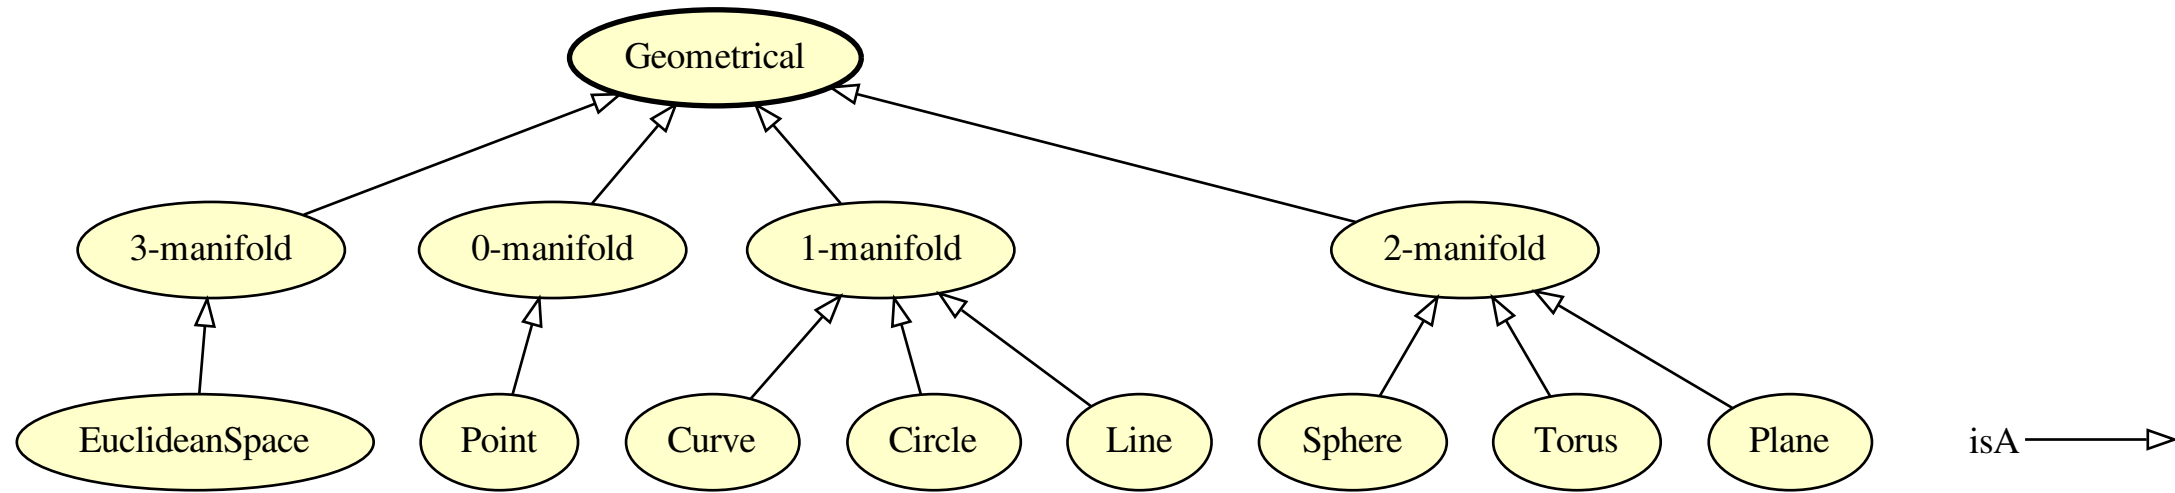 Geometrical
3-manifold
0-manifold
1-manifold
2-manifold
EuclideanSpace
Point
Curve
Circle
Line
Sphere
Torus
Plane
isA